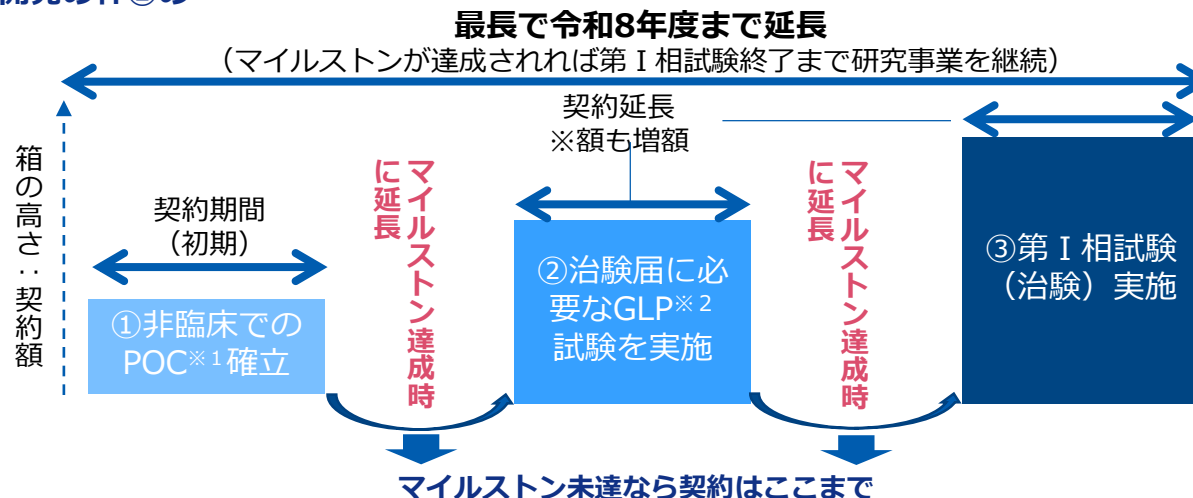 最長で令和8年度まで延長
（マイルストンが達成されれば第Ⅰ相試験終了まで研究事業を継続）
箱の高さ：契約額
契約期間
（初期）
①非臨床での
POC※１確立
マイルストン達成時
に延長
契約延長
※額も増額
②治験届に必
要なGLP※２
試験を実施
マイルストン達成時
に延長
③第Ⅰ相試験
（治験）実施
マイルストン未達なら契約はここまで